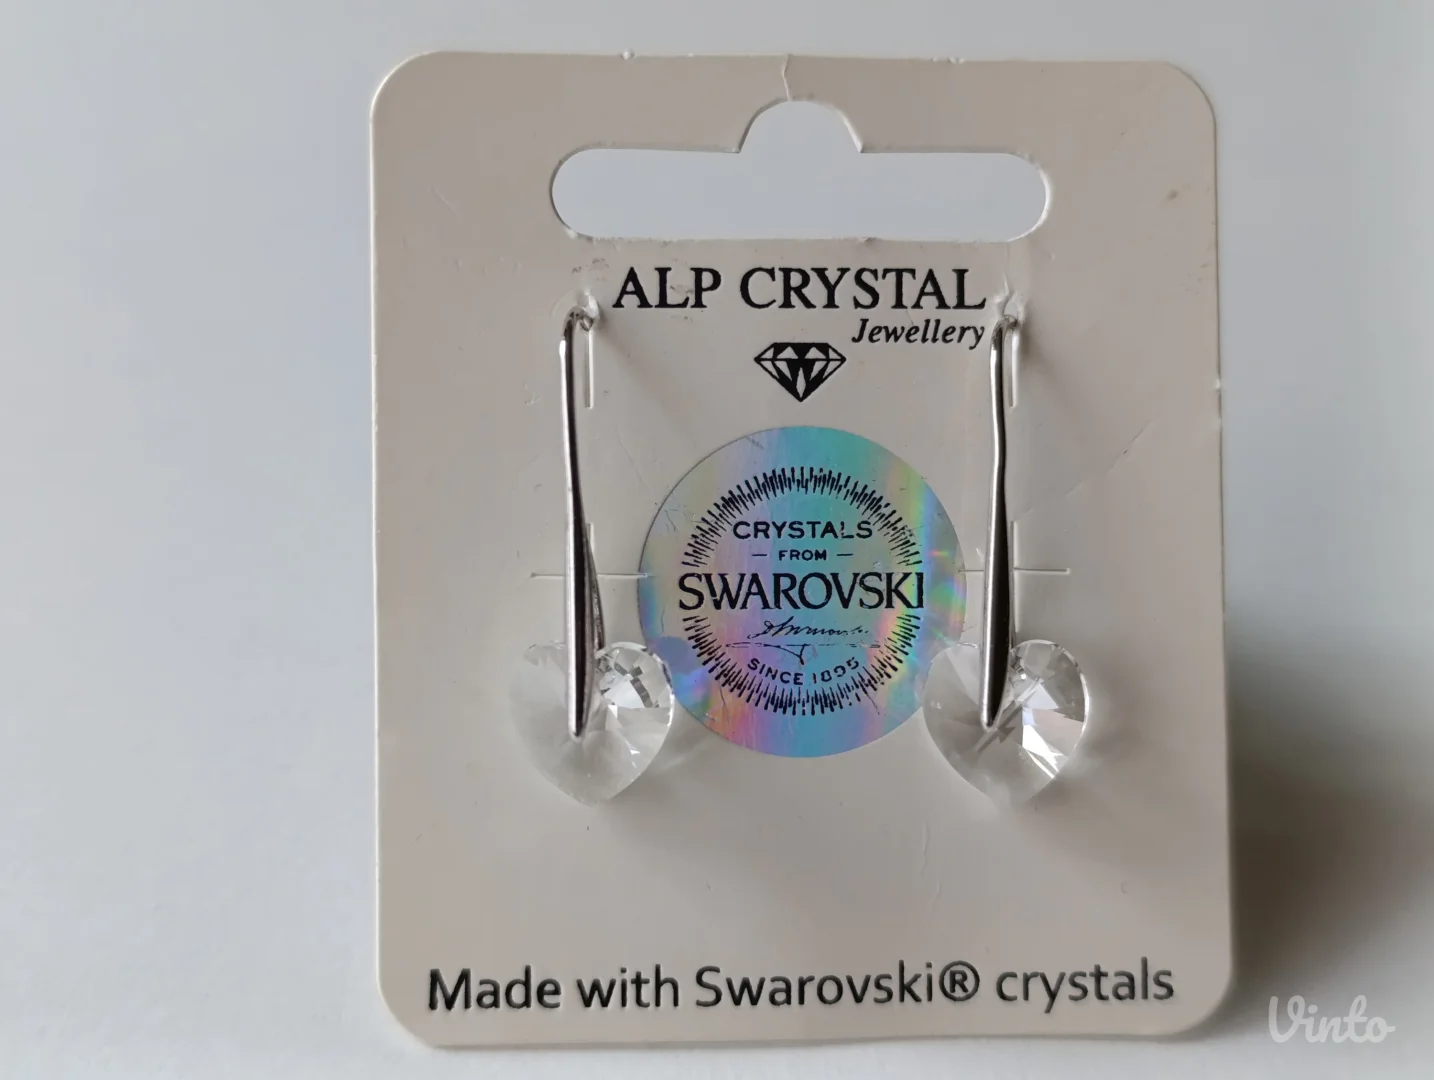 ALP CRYSTAL
Jewellery
CRYSTALS
— FROM —
SWAROVSKI
SINCE 1895
Made with Swarovski® crystals
Vinto